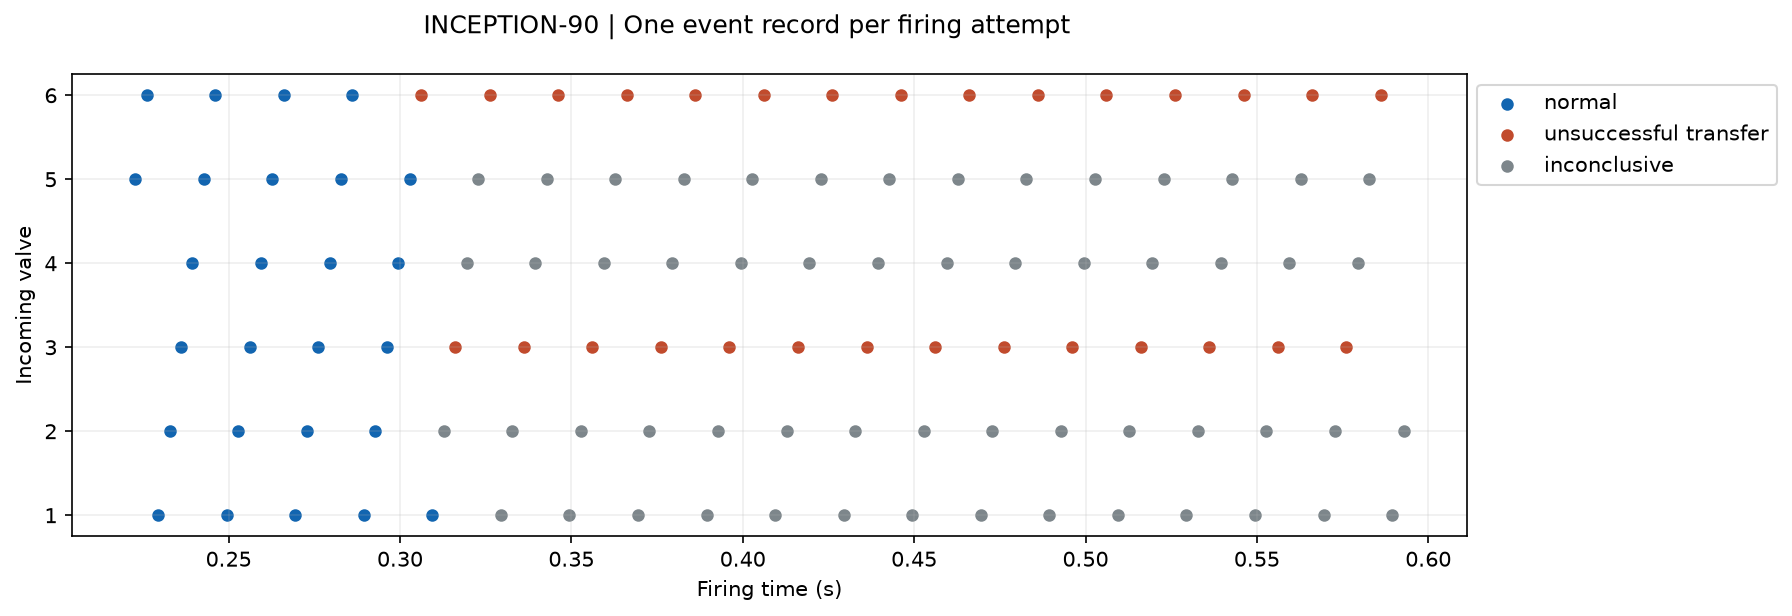 INCEPTION-90 | One event record per firing attempt
6
5
4
3
2
1
Incoming valve
0.25 0.30 0.35 0.40 0.45 0.50 0.55 0.60
Firing time (s)
normal
unsuccessful transfer
inconclusive